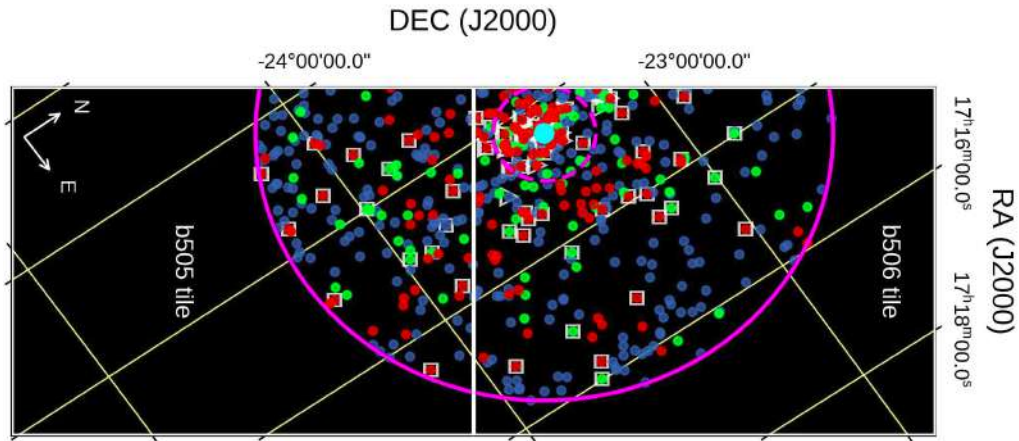 DEC (J2000)
-24°00'00.0"
-23°00'00.0"
N
E
b505 tile
b506 tile
17ʰ16ᵐ00.0ˢ
17ʰ18ᵐ00.0ˢ
RA (J2000)